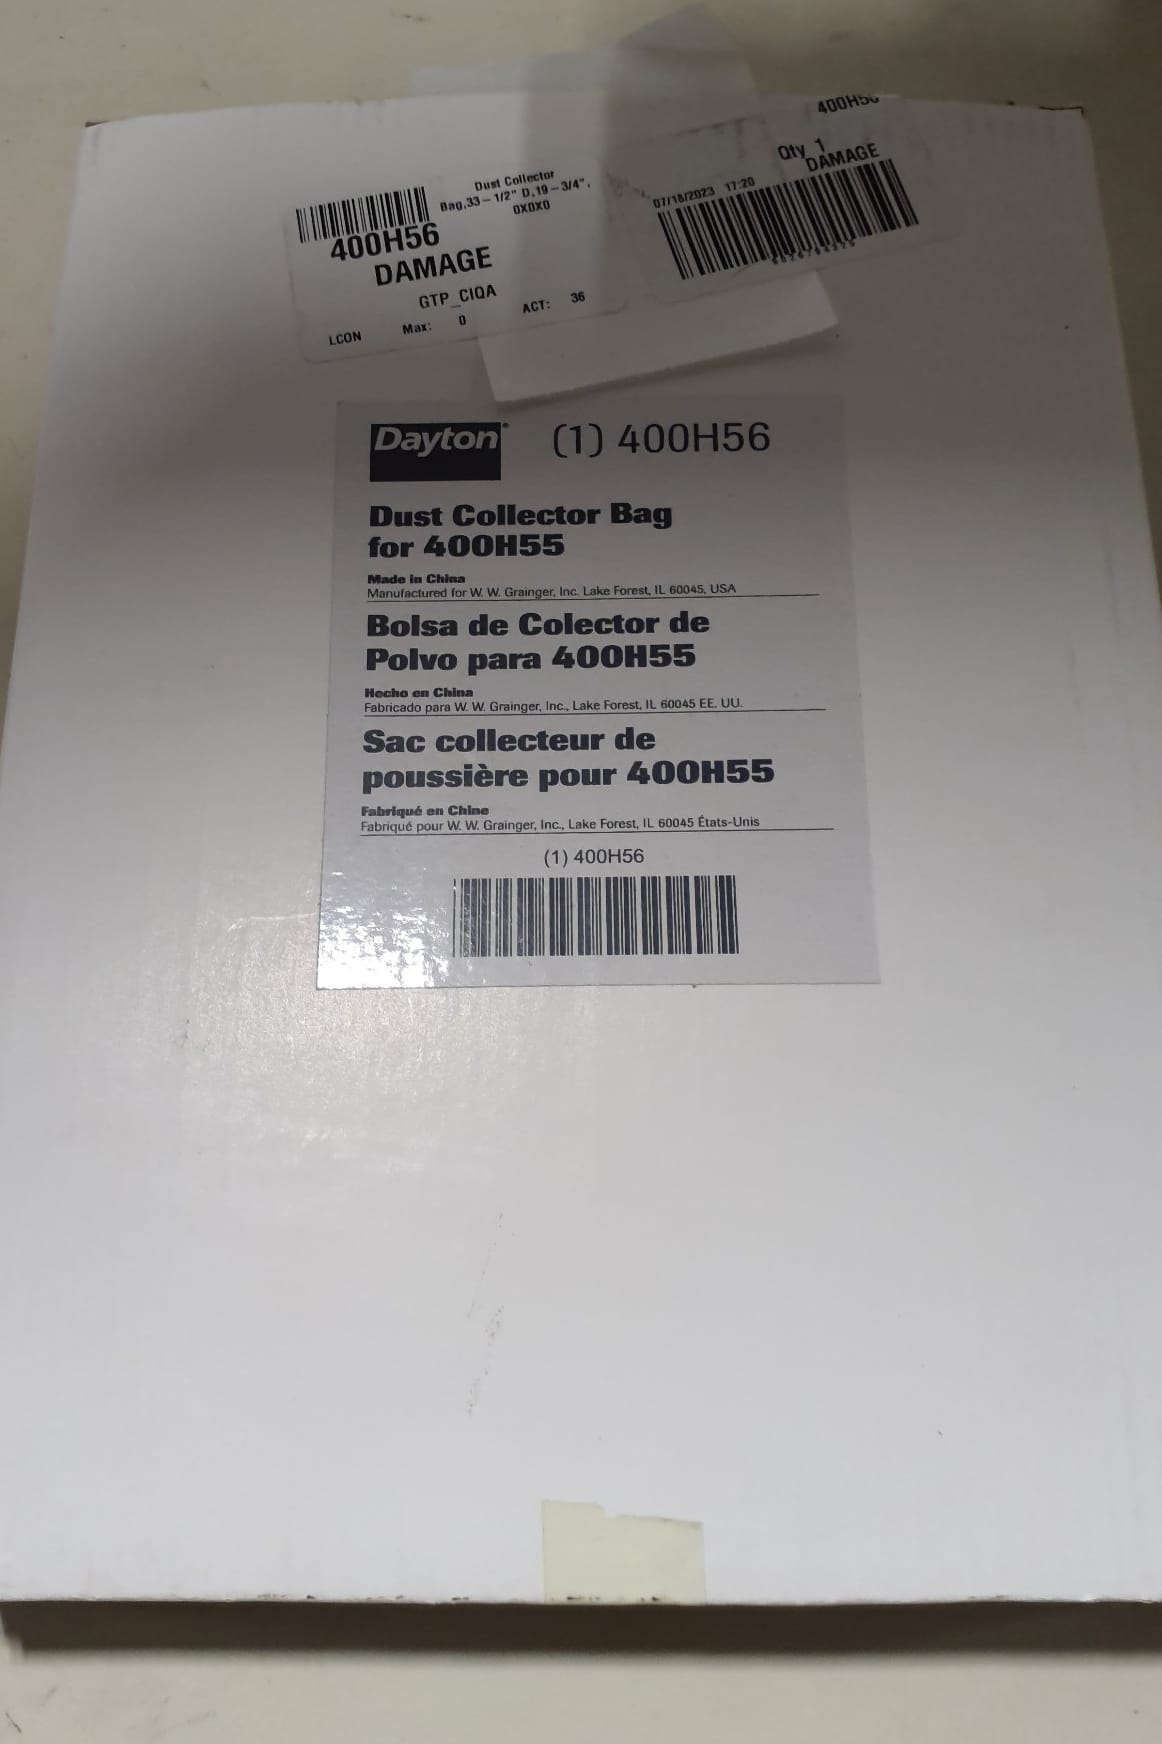 Dust Collector
Bag,33-1/2" D,19-3/4",
0X0X0
400H56
DAMAGE
GTP_CIQA
LCON Max: 0 ACT: 36
Qty 1
DAMAGE
07/18/2023 17:20
Dayton (1) 400H56
Dust Collector Bag
for 400H55
Made in China
Manufactured for W. W. Grainger, Inc. Lake Forest, IL 60045, USA
Bolsa de Colector de
Polvo para 400H55
Hecho en China
Fabricado para W. W. Grainger, Inc., Lake Forest, IL 60045 EE. UU.
Sac collecteur de
poussière pour 400H55
Fabriqué en Chine
Fabriqué pour W. W. Grainger, Inc., Lake Forest, IL 60045 États-Unis
(1) 400H56